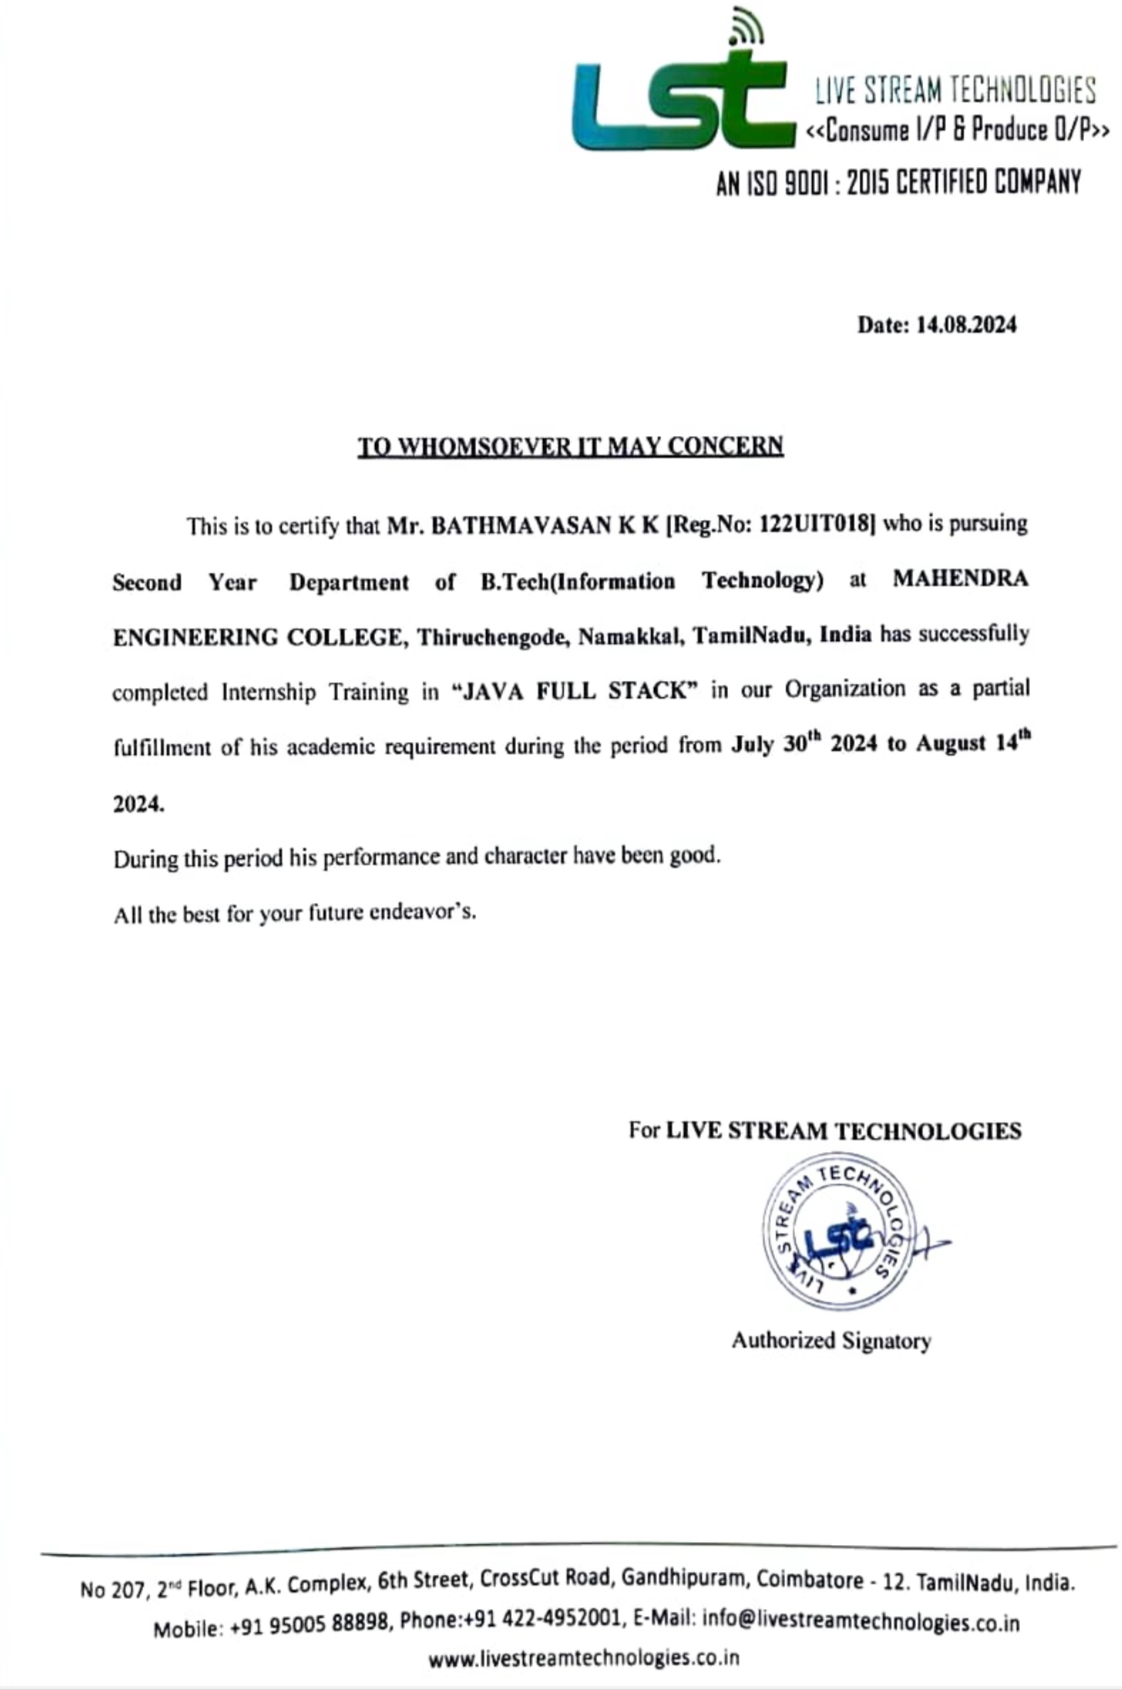 Lst
LIVE STREAM TECHNOLOGIES
<<Consume I/P & Produce O/P>>
AN ISO 9001 : 2015 CERTIFIED COMPANY
Date: 14.08.2024
TO WHOMSOEVER IT MAY CONCERN
This is to certify that Mr. BATHMAVASAN K K [Reg.No: 122UIT018] who is pursuing
Second Year Department of B.Tech(Information Technology) at MAHENDRA
ENGINEERING COLLEGE, Thiruchengode, Namakkal, TamilNadu, India has successfully
completed Internship Training in “JAVA FULL STACK” in our Organization as a partial
fulfillment of his academic requirement during the period from July 30th 2024 to August 14th
2024.
During this period his performance and character have been good.
All the best for your future endeavor’s.
For LIVE STREAM TECHNOLOGIES
LIVE STREAM TECHNOLOGIES
Lst
Authorized Signatory
No 207, 2nd Floor, A.K. Complex, 6th Street, CrossCut Road, Gandhipuram, Coimbatore - 12. TamilNadu, India.
Mobile: +91 95005 88898, Phone:+91 422-4952001, E-Mail: info@livestreamtechnologies.co.in
www.livestreamtechnologies.co.in